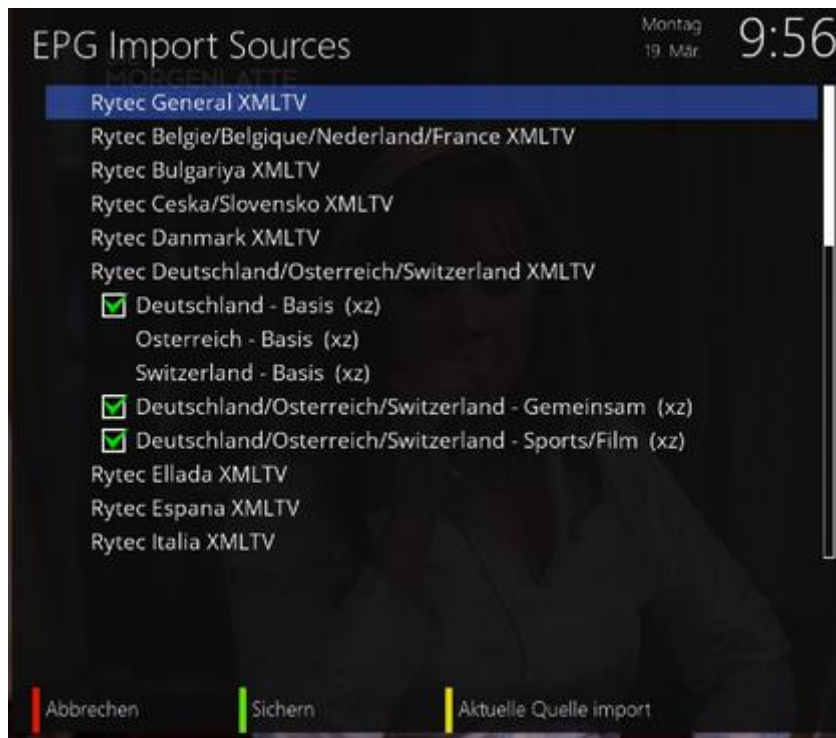 EPG Import Sources
Montag
19. Mär.
9:56
MORGENLATTE
Rytec General XMLTV
Rytec Belgie/Belgique/Nederland/France XMLTV
Rytec Bulgariya XMLTV
Rytec Ceska/Slovensko XMLTV
Rytec Danmark XMLTV
Rytec Deutschland/Osterreich/Switzerland XMLTV
Deutschland - Basis (xz)
Osterreich - Basis (xz)
Switzerland - Basis (xz)
Deutschland/Osterreich/Switzerland - Gemeinsam (xz)
Deutschland/Osterreich/Switzerland - Sports/Film (xz)
Rytec Ellada XMLTV
Rytec Espana XMLTV
Rytec Italia XMLTV
Abbrechen
Sichern
Aktuelle Quelle import